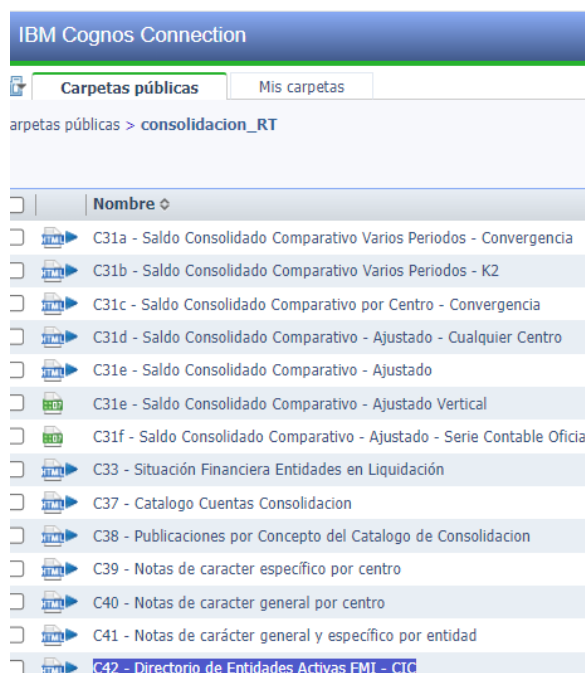 IBM Cognos Connection
Carpetas públicas Mis carpetas
arpetas públicas > consolidacion_RT
Nombre
C31a - Saldo Consolidado Comparativo Varios Periodos - Convergencia
C31b - Saldo Consolidado Comparativo Varios Periodos - K2
C31c - Saldo Consolidado Comparativo por Centro - Convergencia
C31d - Saldo Consolidado Comparativo - Ajustado - Cualquier Centro
C31e - Saldo Consolidado Comparativo - Ajustado
C31e - Saldo Consolidado Comparativo - Ajustado Vertical
C31f - Saldo Consolidado Comparativo - Ajustado - Serie Contable Oficia
C33 - Situación Financiera Entidades en Liquidación
C37 - Catalogo Cuentas Consolidacion
C38 - Publicaciones por Concepto del Catalogo de Consolidacion
C39 - Notas de caracter específico por centro
C40 - Notas de caracter general por centro
C41 - Notas de carácter general y específico por entidad
C42 - Directorio de Entidades Activas FMI - CIC